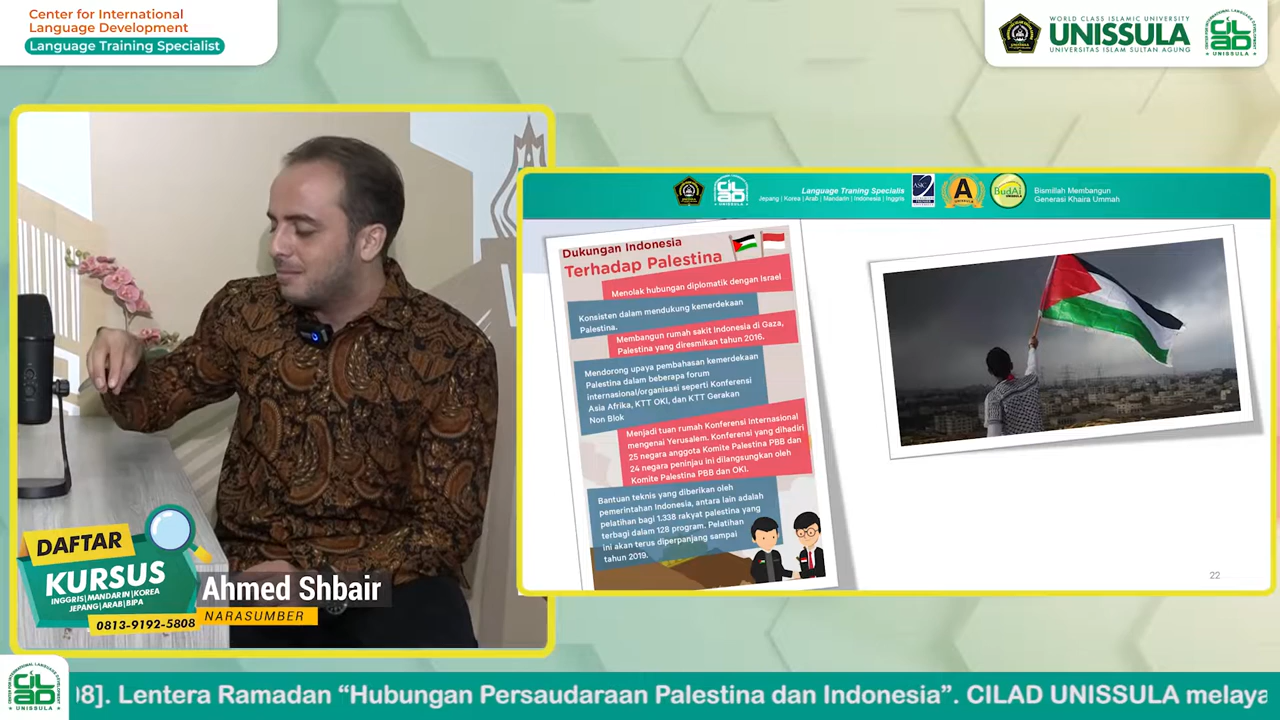 Center for International
Language Development
Language Training Specialist
WORLD CLASS ISLAMIC UNIVERSITY
UNISSULA
UNIVERSITAS ISLAM SULTAN AGUNG
CILAD
UNISSULA
Language Traning Specialis
Jepang | Korea | Arab | Mandarin | Indonesia | Inggris
ASIC
A
UNISSULA
BudAi
Bismillah Membangun
Generasi Khaira Ummah
Dukungan Indonesia
Terhadap Palestina
Menolak hubungan diplomatik dengan Israel
Konsisten dalam mendukung kemerdekaan
Palestina.
Membangun rumah sakit Indonesia di Gaza,
Palestina yang diresmikan tahun 2016.
Mendorong upaya pembahasan kemerdekaan
Palestina dalam beberapa forum
internasional/organisasi seperti Konferensi
Asia Afrika, KTT OKI, dan KTT Gerakan
Non Blok
Menjadi tuan rumah Konferensi internasional
mengenai Yerusalem. Konferensi yang dihadiri
25 negara anggota Komite Palestina PBB dan
24 negara peninjau ini dilangsungkan oleh
Komite Palestina PBB dan OKI.
Bantuan teknis yang diberikan oleh
pemerintahan Indonesia, antara lain adalah
pelatihan bagi 1.338 rakyat palestina yang
terbagi dalam 128 program. Pelatihan
ini akan terus diperpanjang sampai
tahun 2019.
22
DAFTAR
KURSUS
INGGRIS|MANDARIN|KOREA
JEPANG|ARAB|BIPA
0813-9192-5808
Ahmed Shbair
NARASUMBER
CILAD
UNISSULA
08]. Lentera Ramadan “Hubungan Persaudaraan Palestina dan Indonesia”. CILAD UNISSULA melaya